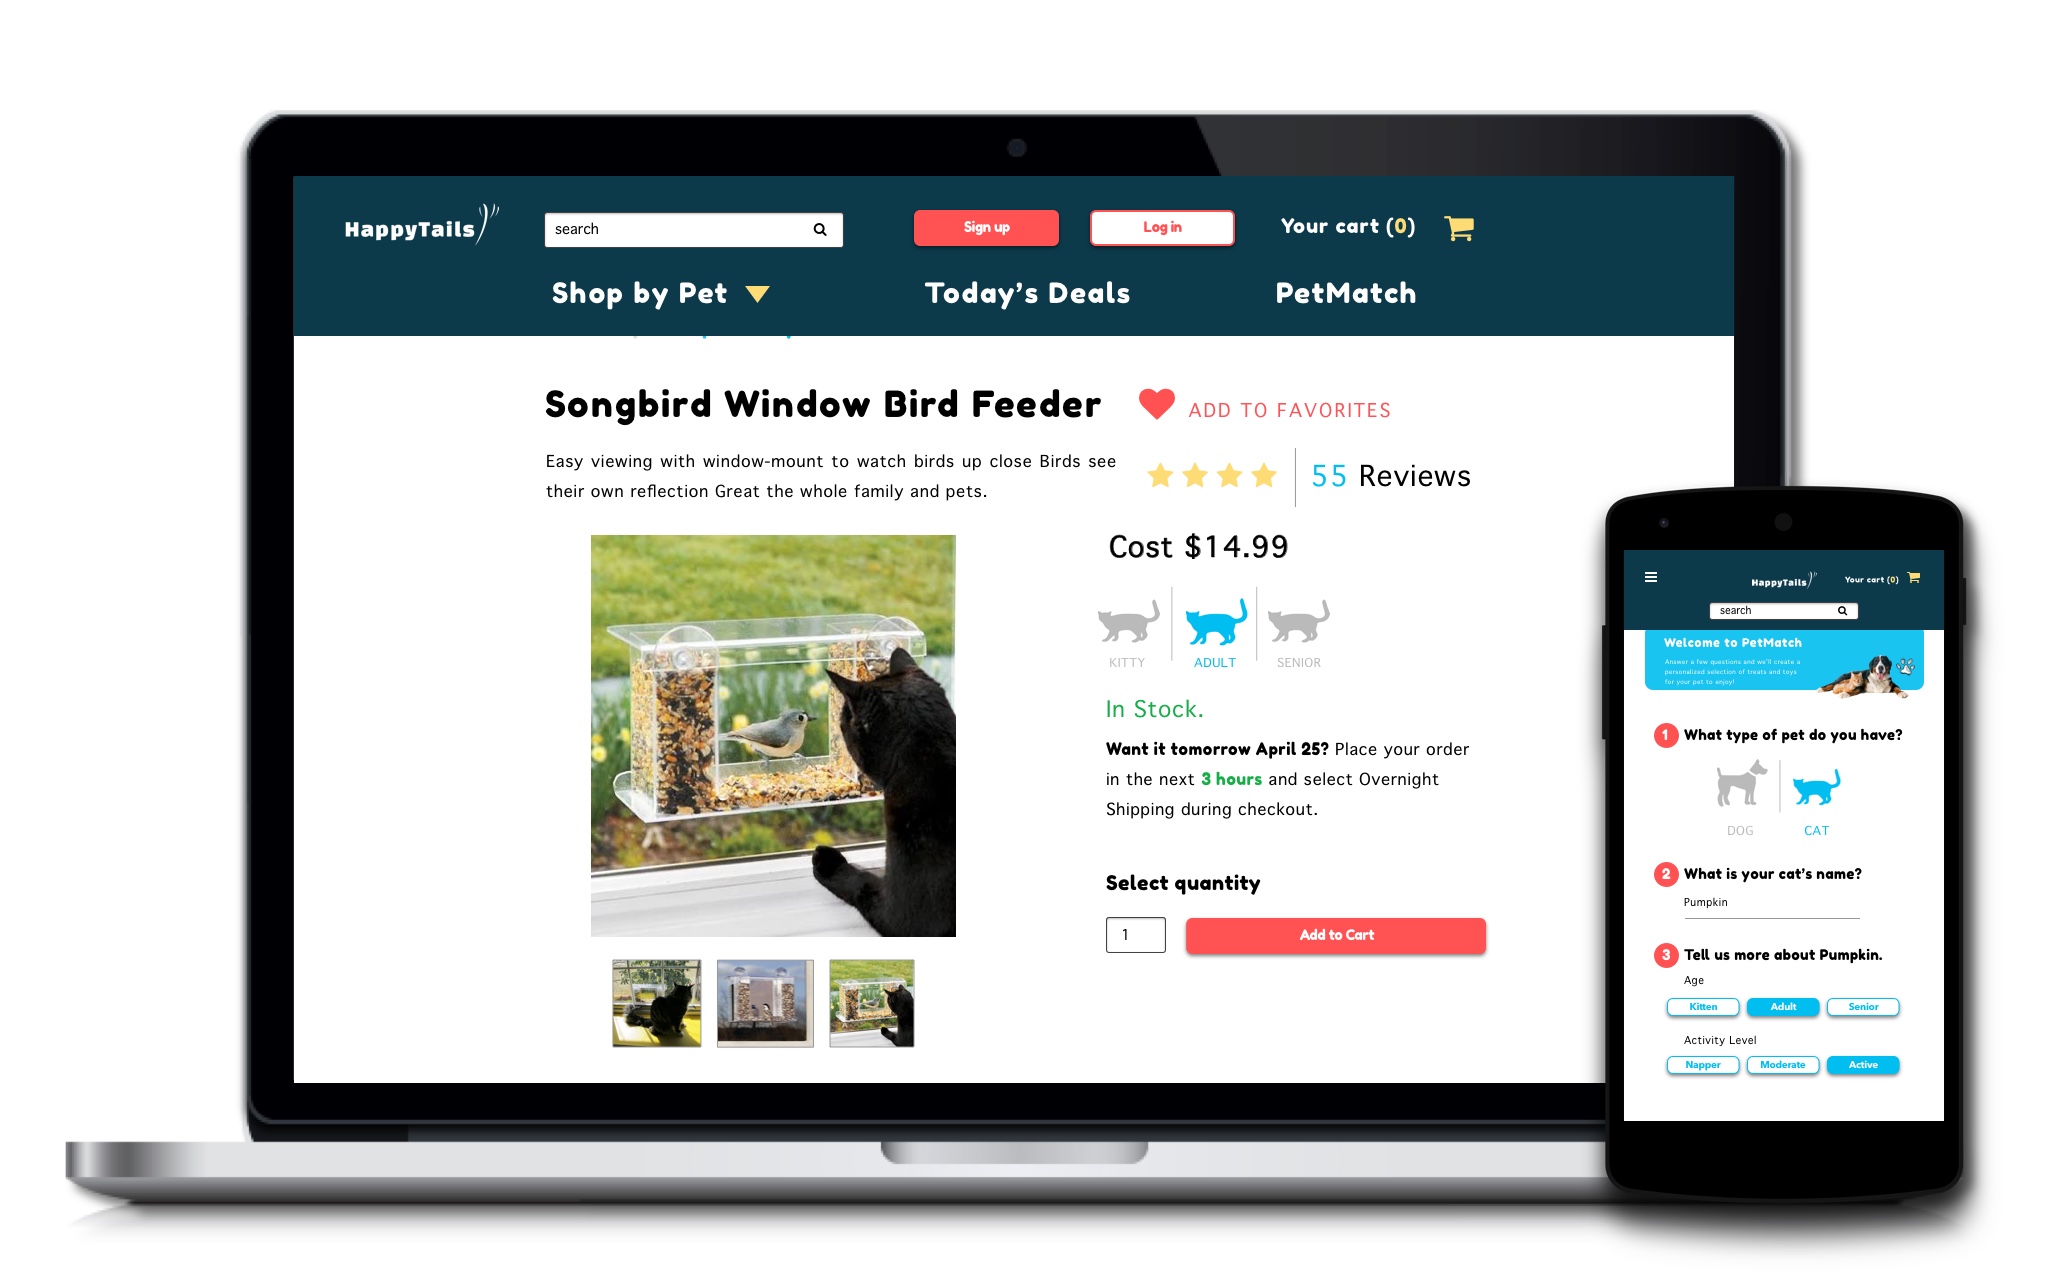 HappyTails
search
Sign up
Log in
Your cart (0)
Shop by Pet
Today's Deals
PetMatch
Songbird Window Bird Feeder
ADD TO FAVORITES
Easy viewing with window-mount to watch birds up close Birds see
their own reflection Great the whole family and pets.
55 Reviews
Cost $14.99
KITTY
ADULT
SENIOR
In Stock.
Want it tomorrow April 25? Place your order
in the next 3 hours and select Overnight
Shipping during checkout.
Select quantity
1
Add to Cart
HappyTails
Your cart (0)
search
Welcome to PetMatch
Answer a few questions and we'll create a
personalized selection of treats and toys
for your pet to enjoy!
1 What type of pet do you have?
DOG
CAT
2 What is your cat's name?
Pumpkin
3 Tell us more about Pumpkin.
Age
Kitten
Adult
Senior
Activity Level
Napper
Moderate
Active